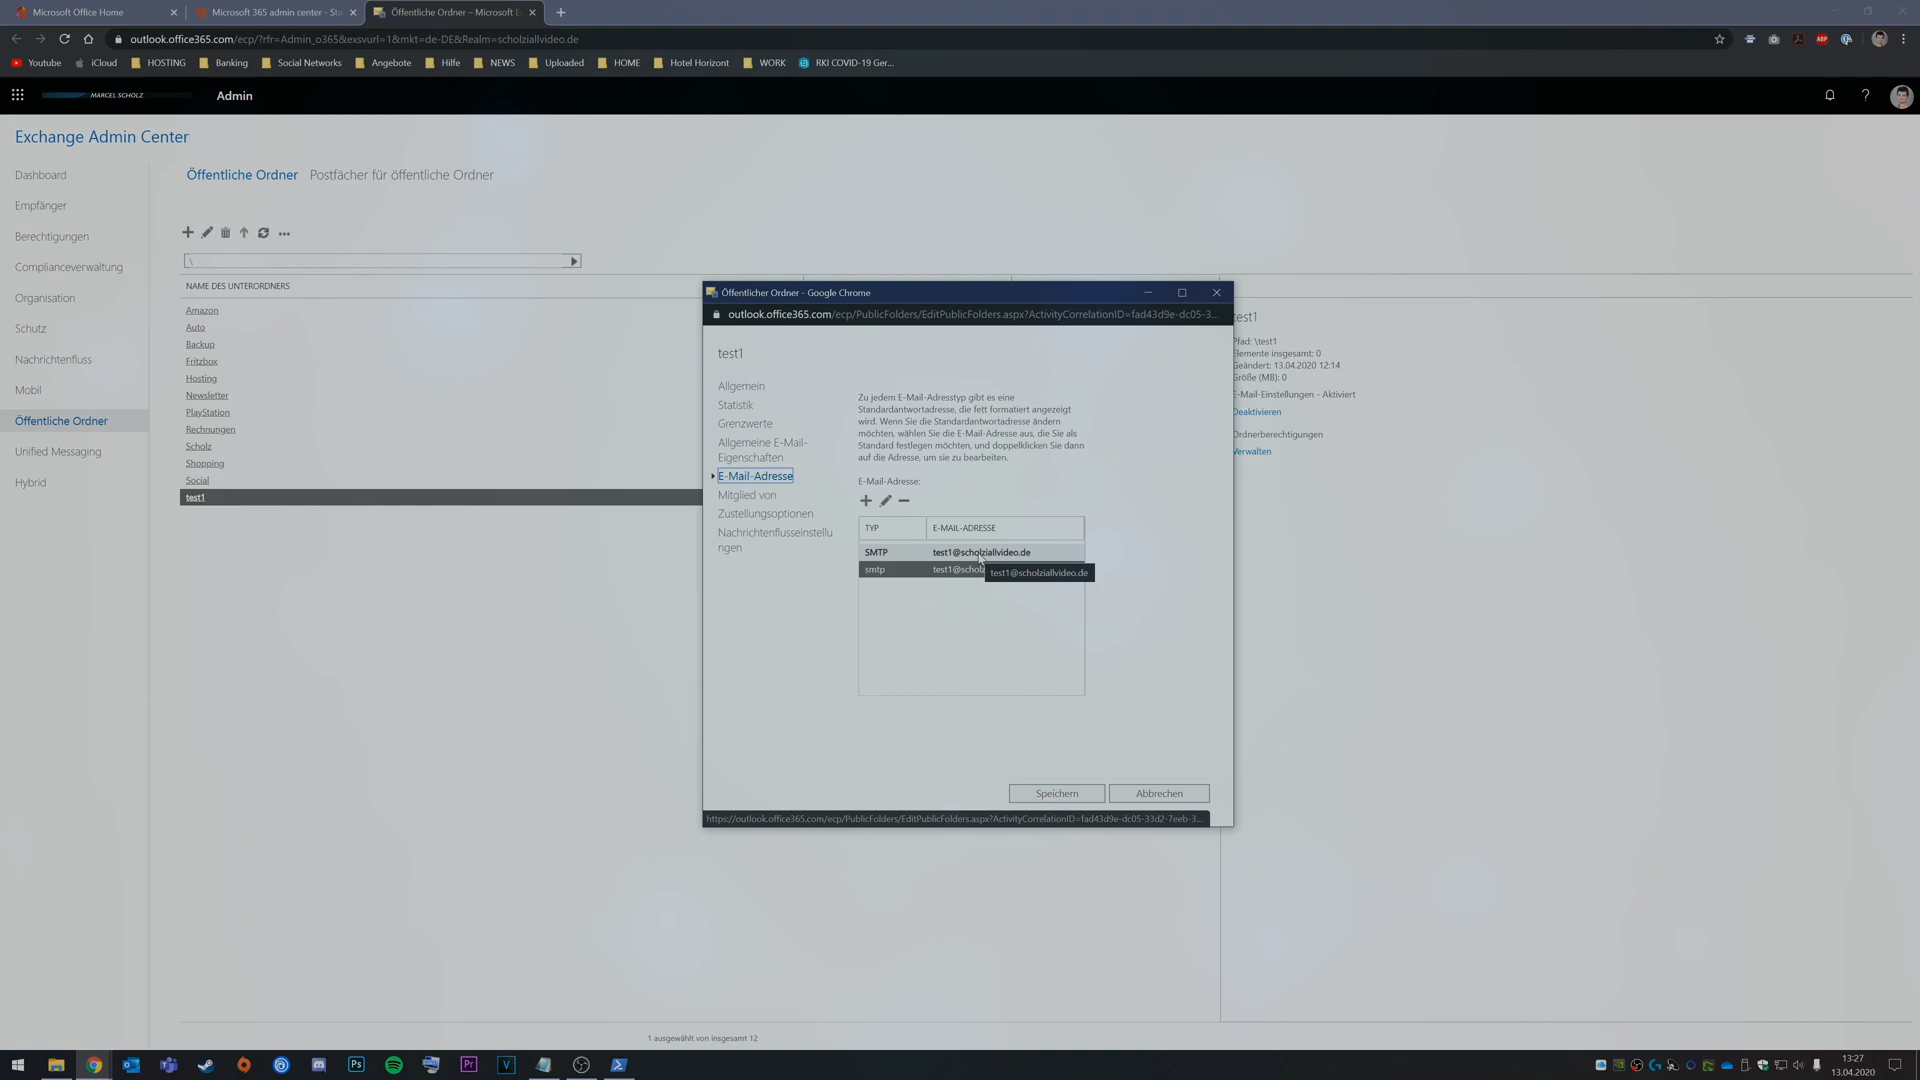 Microsoft Office Home
Microsoft 365 admin center - Sta
Öffentliche Ordner – Microsoft E
outlook.office365.com/ecp/?rfr=Admin_o365&exsvurl=1&mkt=de-DE&Realm=scholziallvideo.de
Youtube
iCloud
HOSTING
Banking
Social Networks
Angebote
Hilfe
NEWS
Uploaded
HOME
Hotel Horizont
WORK
RKI COVID-19 Ger...
MARCEL SCHOLZ
Admin
?
Exchange Admin Center
Dashboard
Empfänger
Berechtigungen
Complianceverwaltung
Organisation
Schutz
Nachrichtenfluss
Mobil
Öffentliche Ordner
Unified Messaging
Hybrid
Öffentliche Ordner
Postfächer für öffentliche Ordner
\
NAME DES UNTERORDNERS
Amazon
Auto
Backup
Fritzbox
Hosting
Newsletter
PlayStation
Rechnungen
Scholz
Shopping
Social
test1
Öffentlicher Ordner - Google Chrome
outlook.office365.com/ecp/PublicFolders/EditPublicFolders.aspx?ActivityCorrelationID=fad43d9e-dc05-3...
test1
Allgemein
Statistik
Grenzwerte
Allgemeine E-Mail-
Eigenschaften
E-Mail-Adresse
Mitglied von
Zustellungsoptionen
Nachrichtenflusseinstellu
ngen
Zu jedem E-Mail-Adresstyp gibt es eine
Standardantwortadresse, die fett formatiert angezeigt
wird. Wenn Sie die Standardantwortadresse ändern
möchten, wählen Sie die E-Mail-Adresse aus, die Sie als
Standard festlegen möchten, und doppelklicken Sie dann
auf die Adresse, um sie zu bearbeiten.
E-Mail-Adresse:
TYP
E-MAIL-ADRESSE
SMTP
test1@scholziallvideo.de
smtp
test1@scholz
test1@scholziallvideo.de
Speichern
Abbrechen
https://outlook.office365.com/ecp/PublicFolders/EditPublicFolders.aspx?ActivityCorrelationID=fad43d9e-dc05-33d2-7eeb-3...
test1
Pfad: \test1
Elemente insgesamt: 0
Geändert: 13.04.2020 12:14
Größe (MB): 0
E-Mail-Einstellungen - Aktiviert
Deaktivieren
Ordnerberechtigungen
Verwalten
1 ausgewählt von insgesamt 12
13:27
13.04.2020